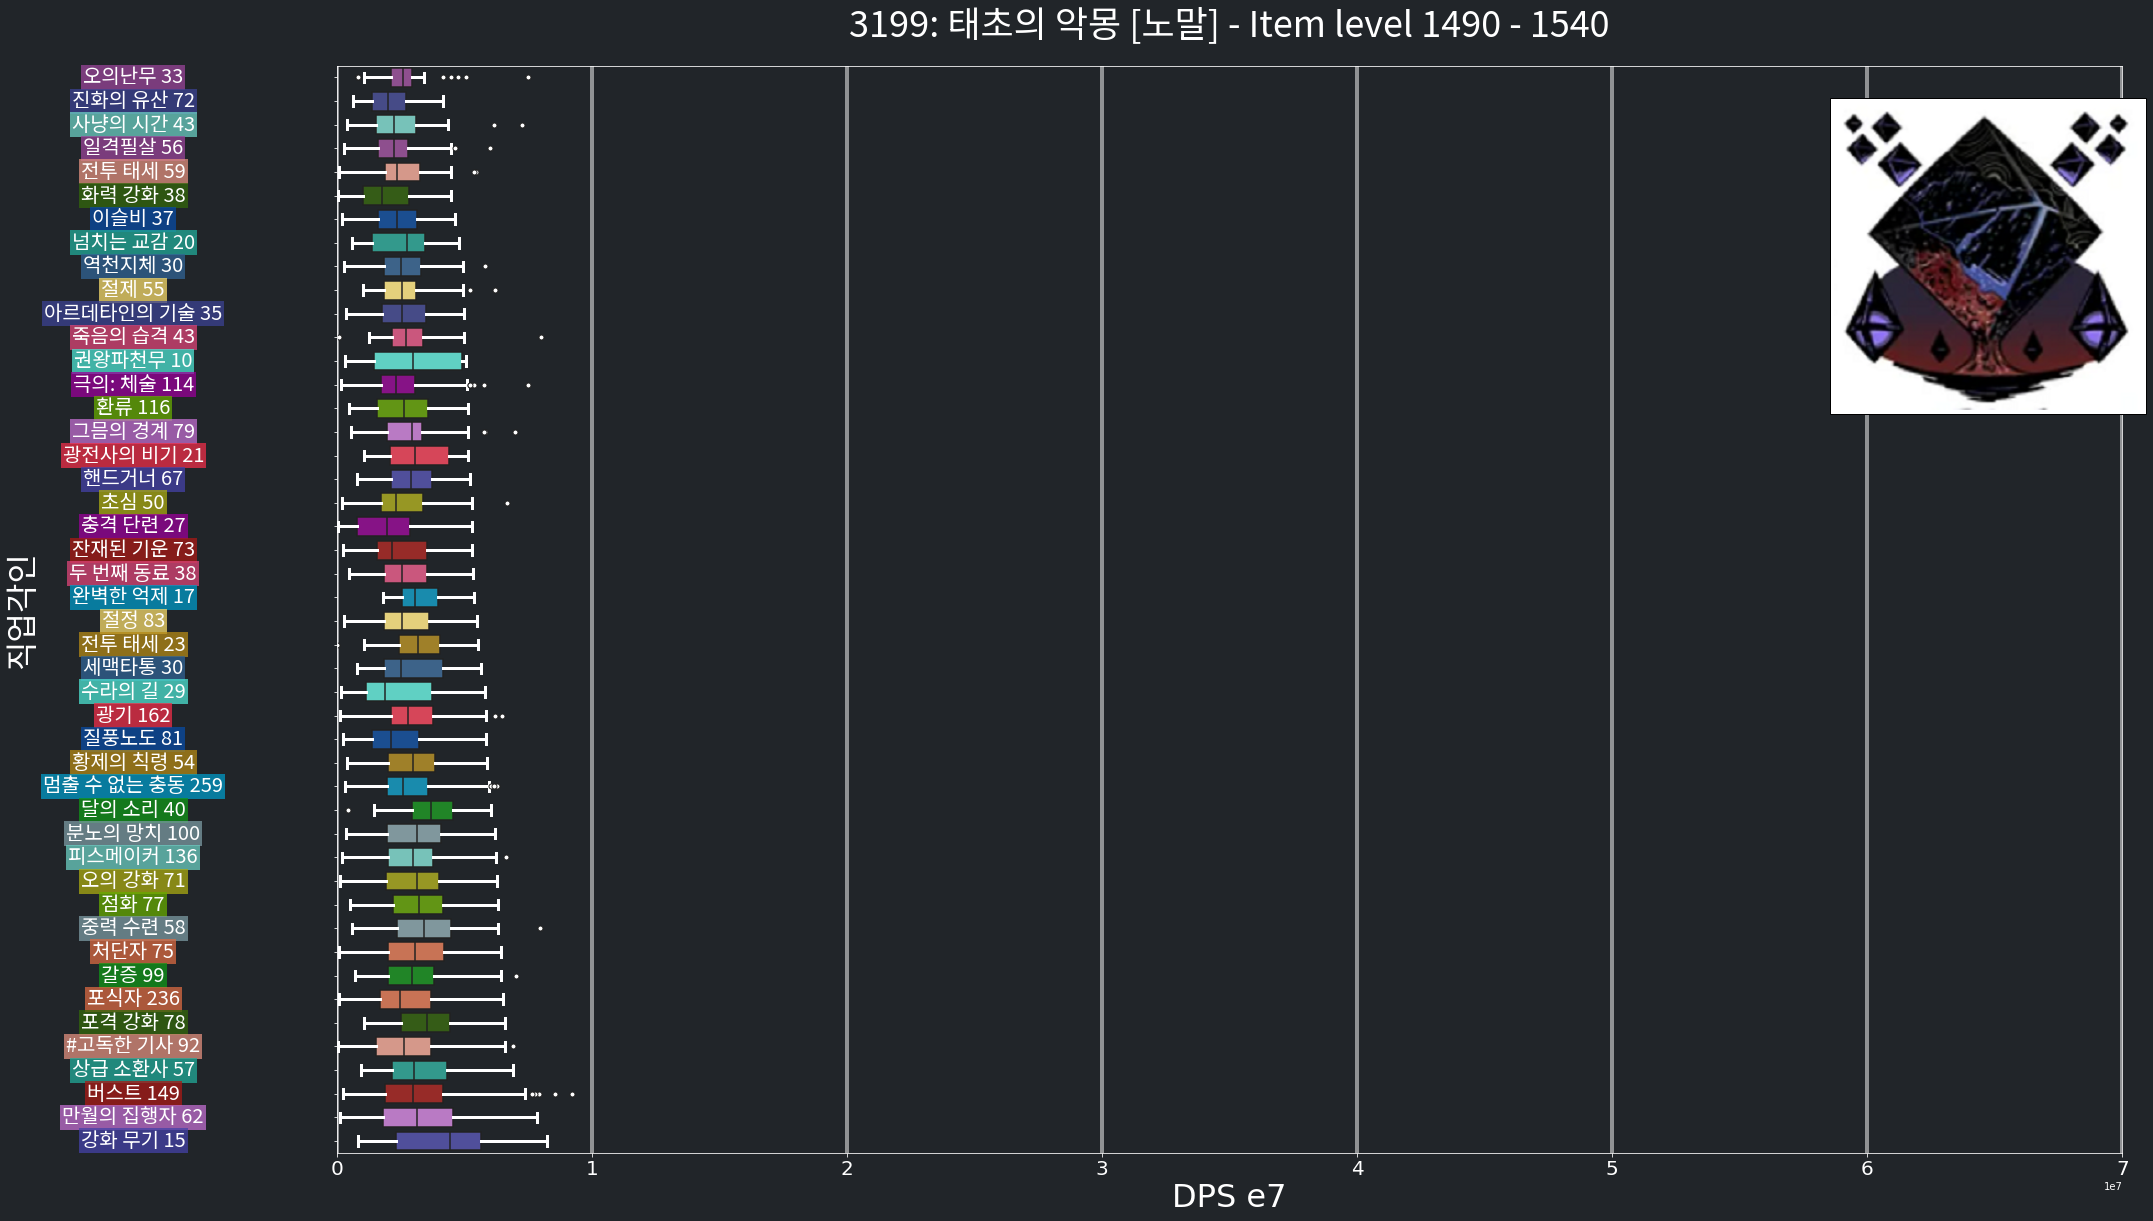 3199: 태초의 악몽 [노말] - Item level 1490 - 1540
오의난무 33
진화의 유산 72
사냥의 시간 43
일격필살 56
전투 태세 59
화력 강화 38
이슬비 37
넘치는 교감 20
역천지체 30
절제 55
아르데타인의 기술 35
죽음의 습격 43
권왕파천무 10
극의: 체술 114
환류 116
그믐의 경계 79
광전사의 비기 21
핸드거너 67
초심 50
충격 단련 27
잔재된 기운 73
두 번째 동료 38
완벽한 억제 17
절정 83
전투 태세 23
세맥타통 30
수라의 길 29
광기 162
질풍노도 81
황제의 칙령 54
멈출 수 없는 충동 259
달의 소리 40
분노의 망치 100
피스메이커 136
오의 강화 71
점화 77
중력 수련 58
처단자 75
갈증 99
포식자 236
포격 강화 78
#고독한 기사 92
상급 소환사 57
버스트 149
만월의 집행자 62
강화 무기 15
직업각인
0 1 2 3 4 5 6 7
1e7
DPS e7